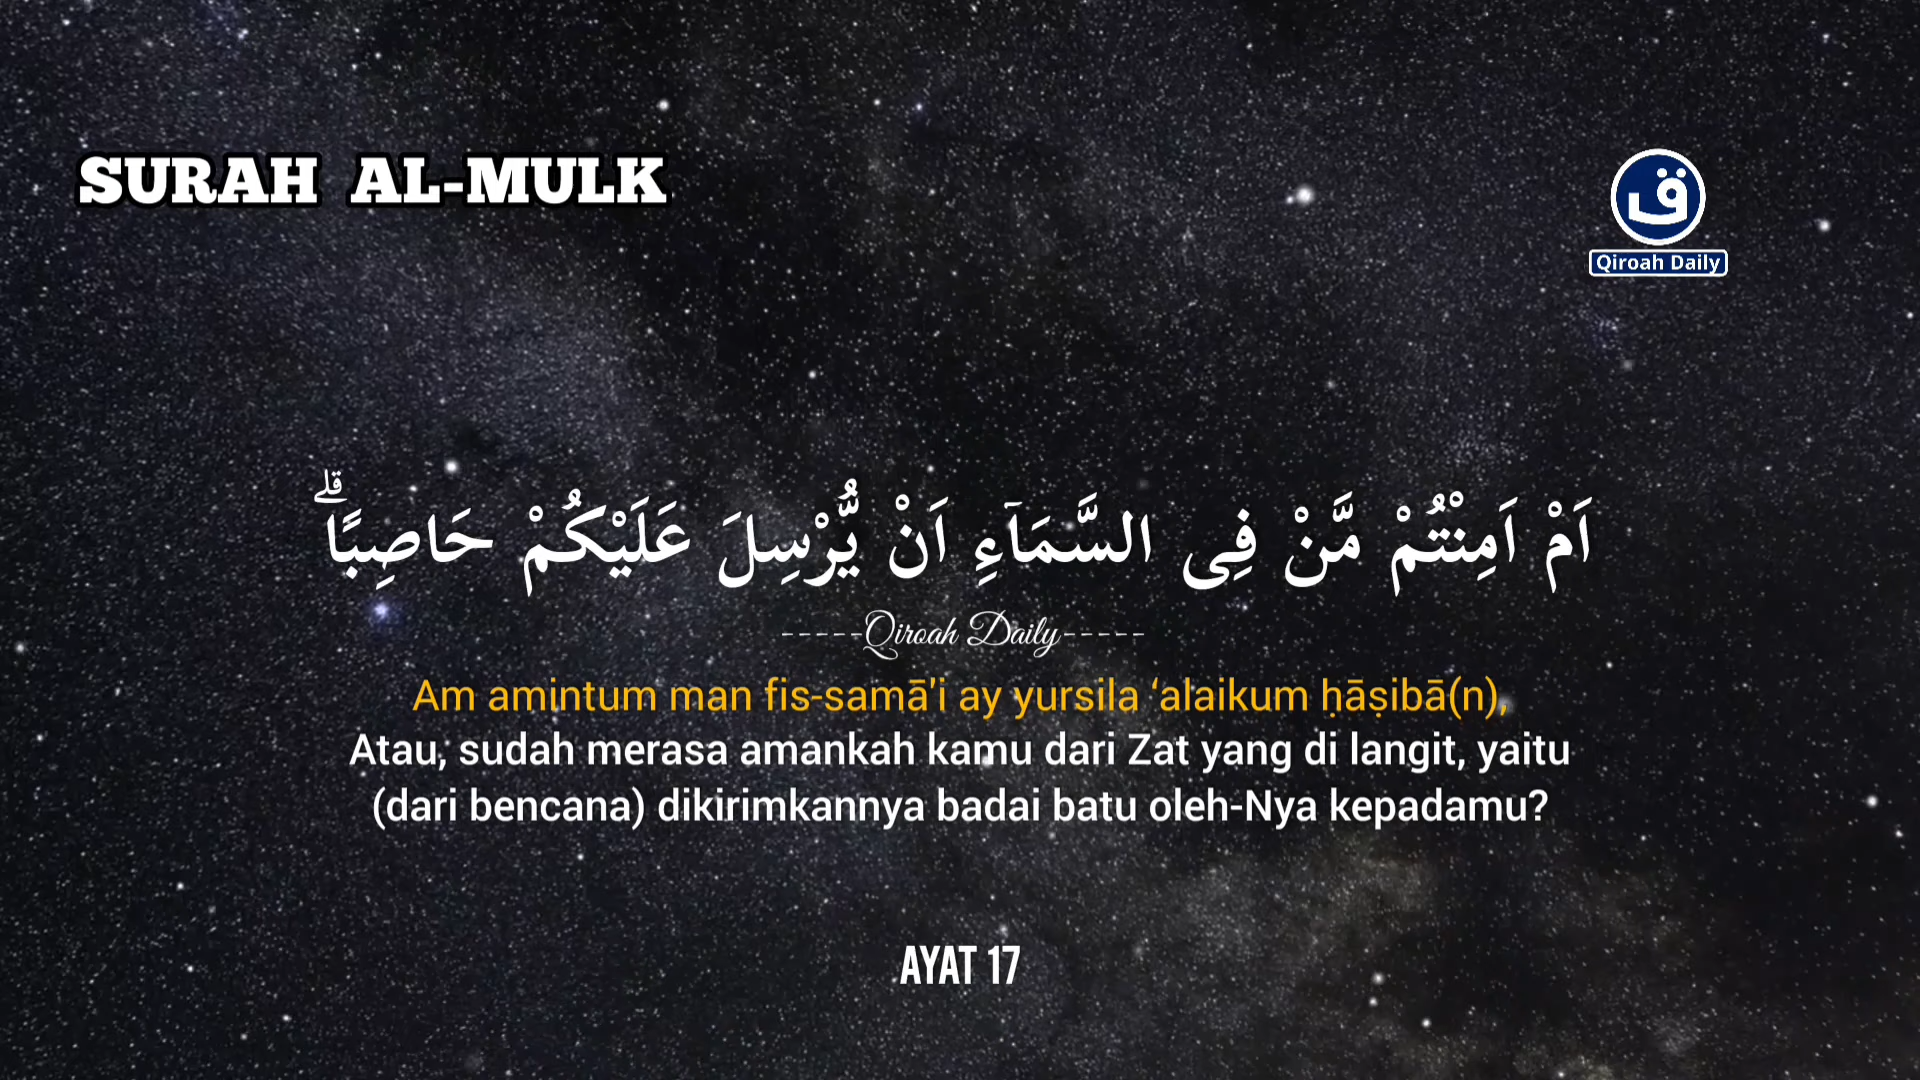 SURAH AL-MULK
ق
Qiroah Daily
اَمْ اَمِنْتُمْ مَّنْ فِى السَّمَاۤءِ اَنْ يُّرْسِلَ عَلَيْكُمْ حَاصِبًاۗ
-----Qiroah Daily-----
Am amintum man fis-samā'i ay yursila ‘alaikum ḥāṣibā(n),
Atau, sudah merasa amankah kamu dari Zat yang di langit, yaitu
(dari bencana) dikirimkannya badai batu oleh-Nya kepadamu?
AYAT 17